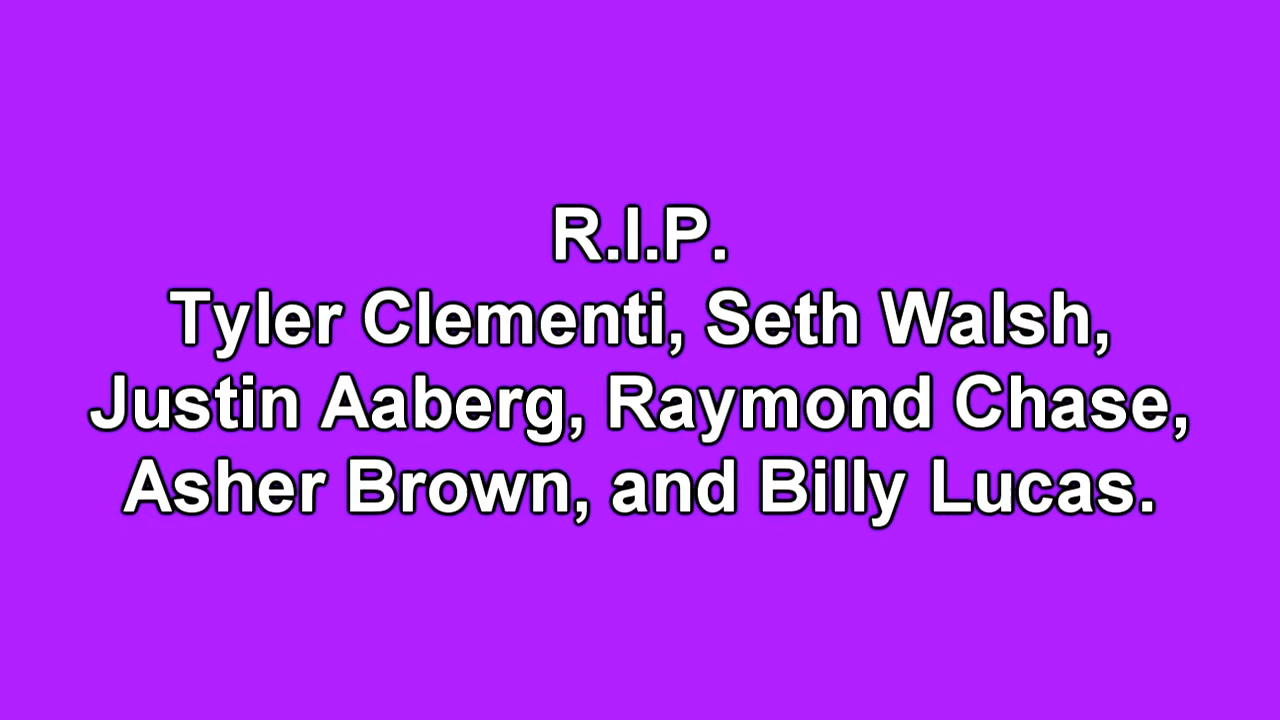 R.I.P.
Tyler Clementi, Seth Walsh,
Justin Aaberg, Raymond Chase,
Asher Brown, and Billy Lucas.